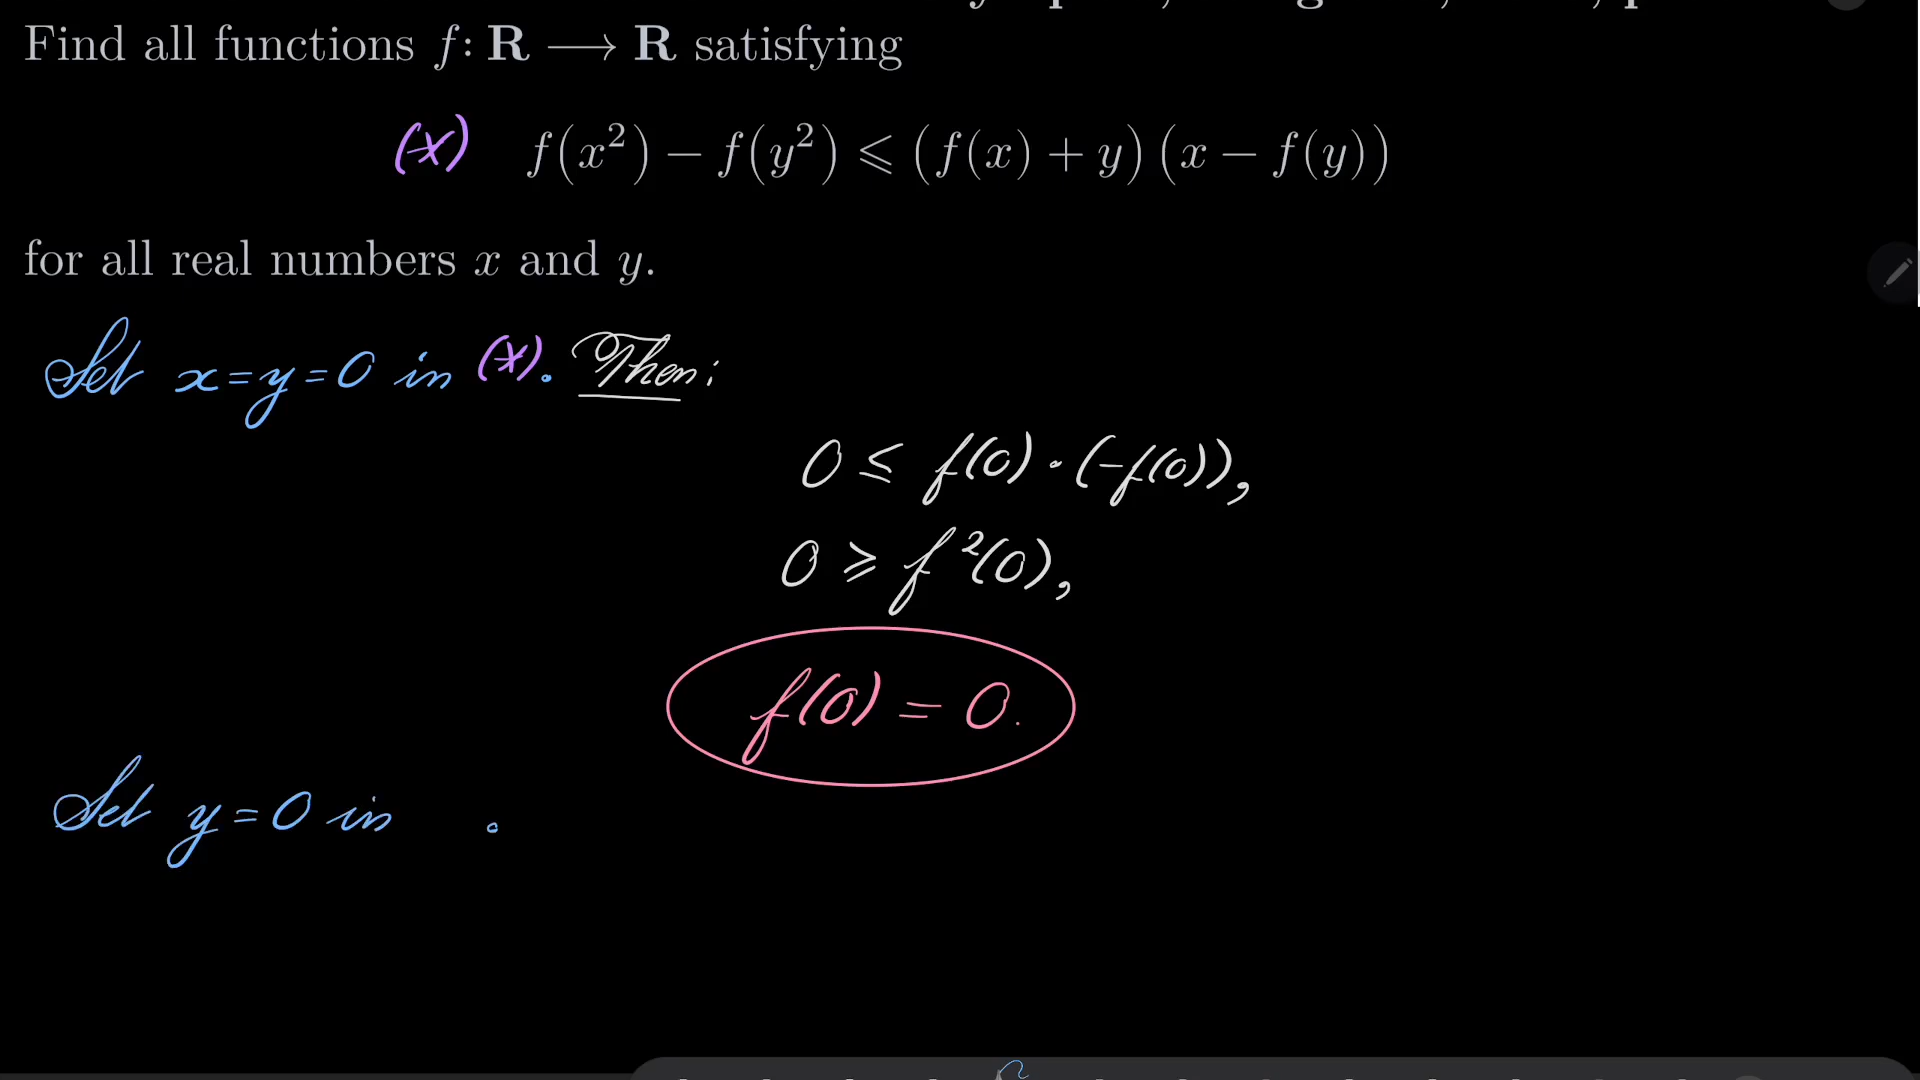 Find all functions f: R ⟶ R satisfying
(*) f(x²) – f(y²) ⩽ (f(x) + y) (x – f(y))
for all real numbers x and y.
Set x=y=0 in (*). Then:
0 ≤ f(0) · (-f(0)),
0 ⩾ f²(0),
f(0) = 0.
Set y=0 in .